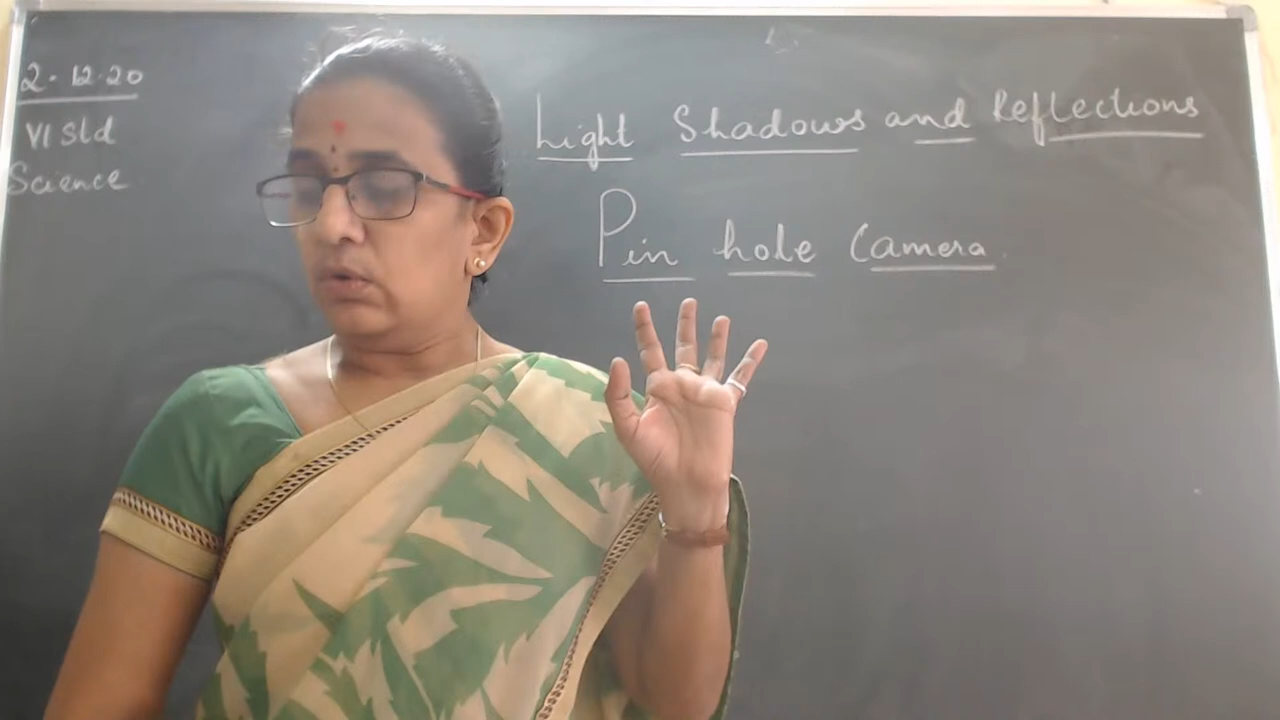 2.12.20
VI Std
Science
Light Shadows and Reflections
Pin hole Camera